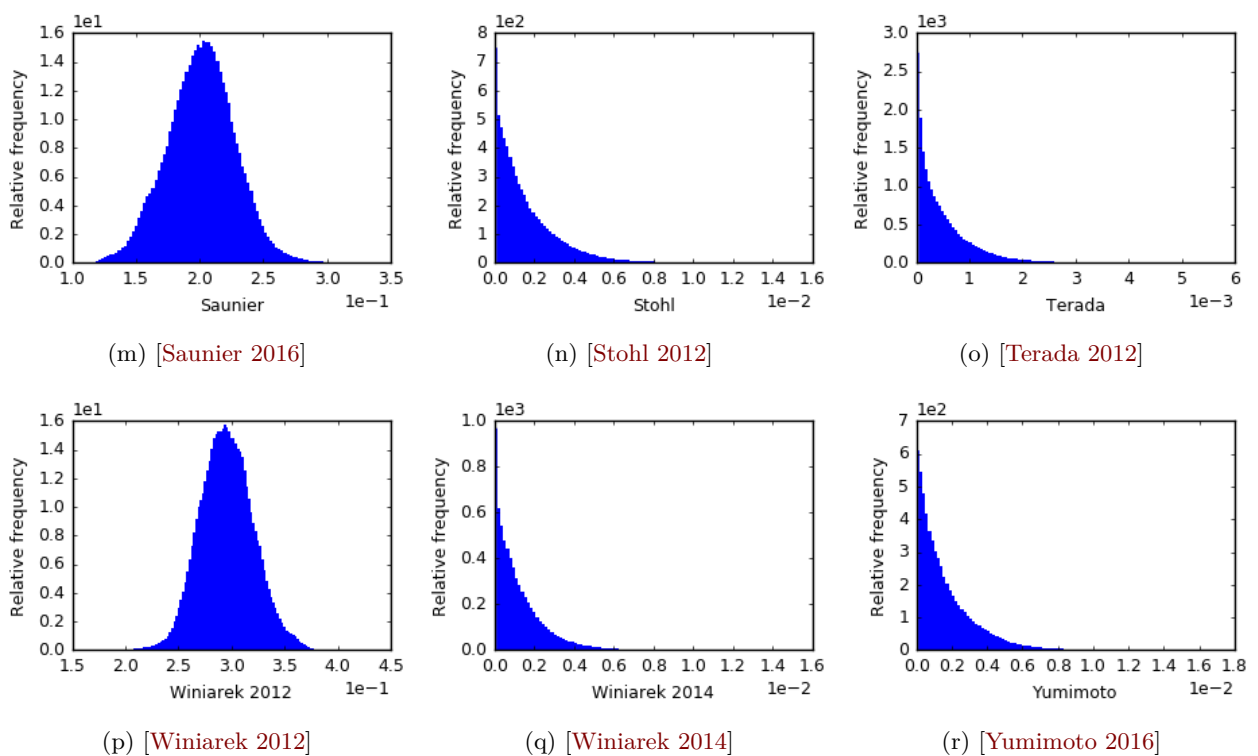 1e1
1.6
1.4
1.2
1.0
0.8
0.6
0.4
0.2
0.0
Relative frequency
1.0 1.5 2.0 2.5 3.0 3.5
1e−1
Saunier
(m) [Saunier 2016]
1e2
8
7
6
5
4
3
2
1
0
Relative frequency
0.0 0.2 0.4 0.6 0.8 1.0 1.2 1.4 1.6
1e−2
Stohl
(n) [Stohl 2012]
1e3
3.0
2.5
2.0
1.5
1.0
0.5
0.0
Relative frequency
0 1 2 3 4 5 6
1e−3
Terada
(o) [Terada 2012]
1e1
1.6
1.4
1.2
1.0
0.8
0.6
0.4
0.2
0.0
Relative frequency
1.5 2.0 2.5 3.0 3.5 4.0 4.5
1e−1
Winiarek 2012
(p) [Winiarek 2012]
1e3
1.0
0.8
0.6
0.4
0.2
0.0
Relative frequency
0.0 0.2 0.4 0.6 0.8 1.0 1.2 1.4 1.6
1e−2
Winiarek 2014
(q) [Winiarek 2014]
1e2
7
6
5
4
3
2
1
0
Relative frequency
0.0 0.2 0.4 0.6 0.8 1.0 1.2 1.4 1.6 1.8
1e−2
Yumimoto
(r) [Yumimoto 2016]